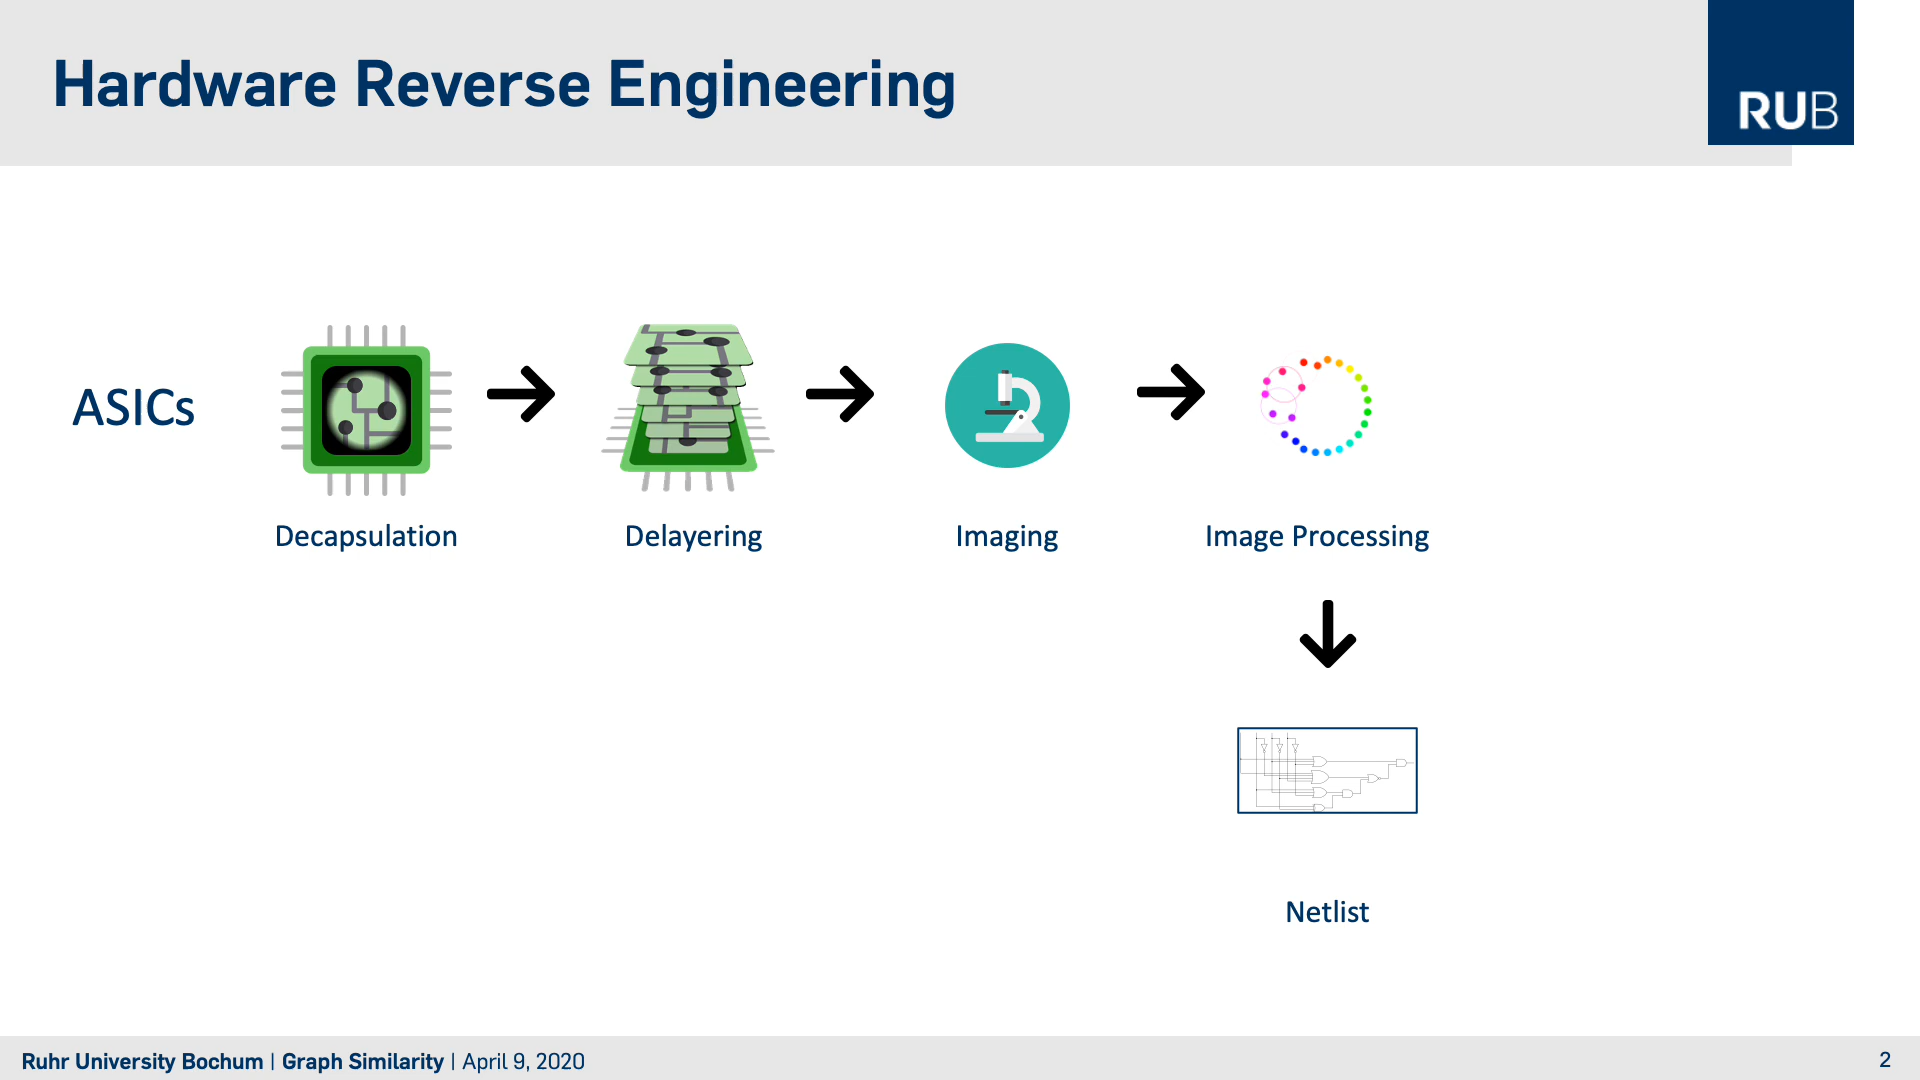 Hardware Reverse Engineering
RUB
ASICs
Decapsulation
Delayering
Imaging
Image Processing
Netlist
Ruhr University Bochum | Graph Similarity | April 9, 2020
2